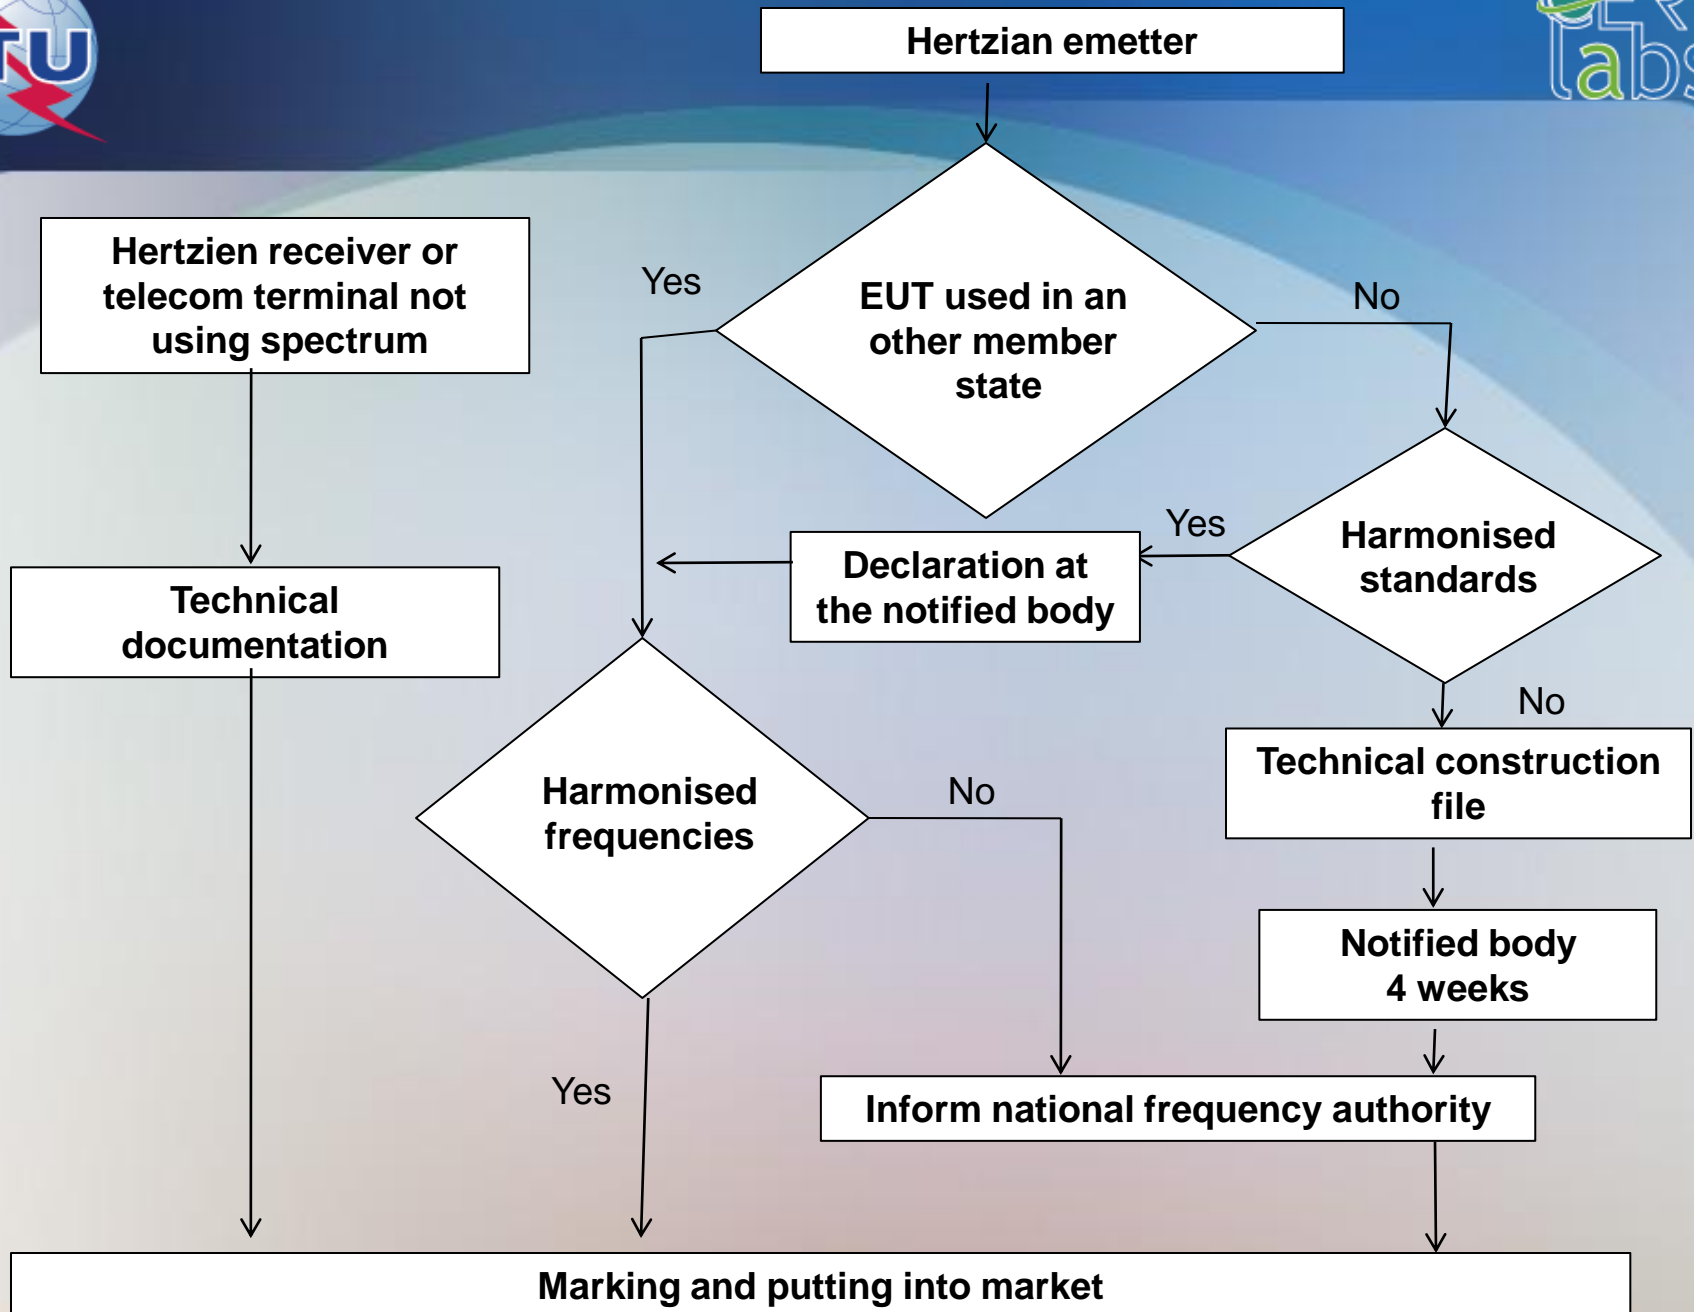 TU
labs
Hertzian emetter
Hertzien receiver or
telecom terminal not
using spectrum
Yes
EUT used in an
other member
state
No
Yes
Harmonised
standards
Declaration at
the notified body
Technical
documentation
No
Technical construction
file
Harmonised
frequencies
No
Notified body
4 weeks
Yes
Inform national frequency authority
Marking and putting into market